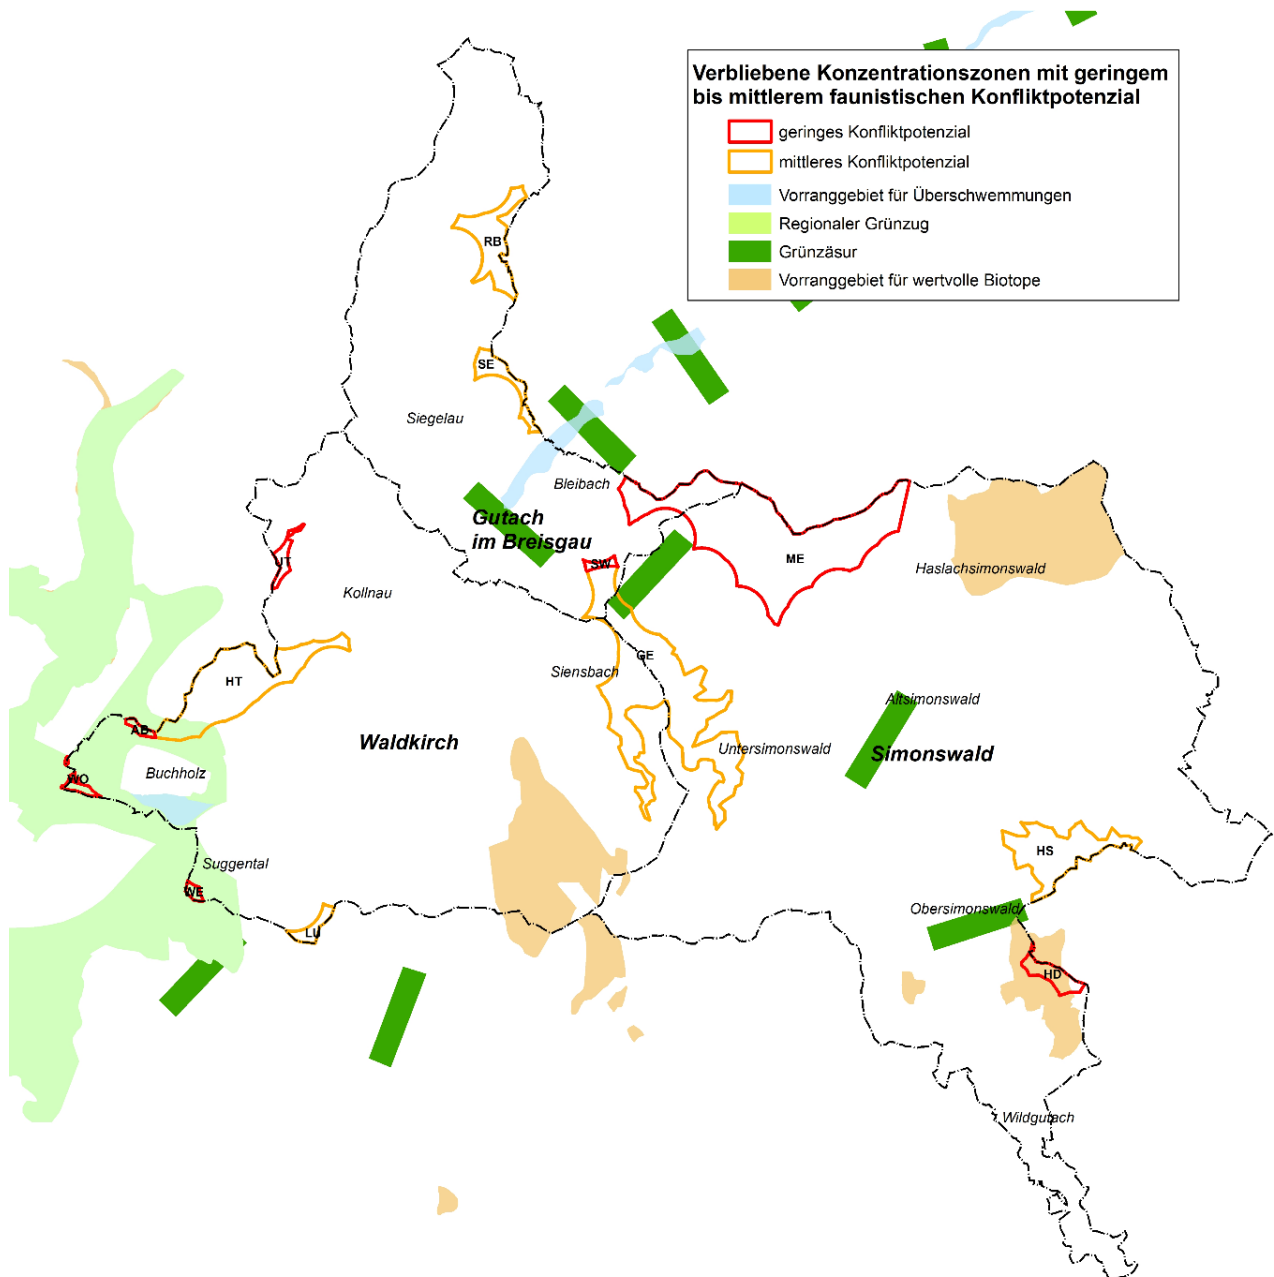 Verbliebene Konzentrationszonen mit geringem
bis mittlerem faunistischen Konfliktpotenzial
geringes Konfliktpotenzial
mittleres Konfliktpotenzial
Vorranggebiet für Überschwemmungen
Regionaler Grünzug
Grünzäsur
Vorranggebiet für wertvolle Biotope
RB
SE
Siegelau
Bleibach
Gutach
im Breisgau
UT
SW
ME
Haslachsimonswald
Kollnau
HT
Siensbach
GE
Altsimonswald
AB
Waldkirch
Untersimonswald
Simonswald
WO
Buchholz
HS
Suggental
WE
Obersimonswald
LU
HD
Wildgutach